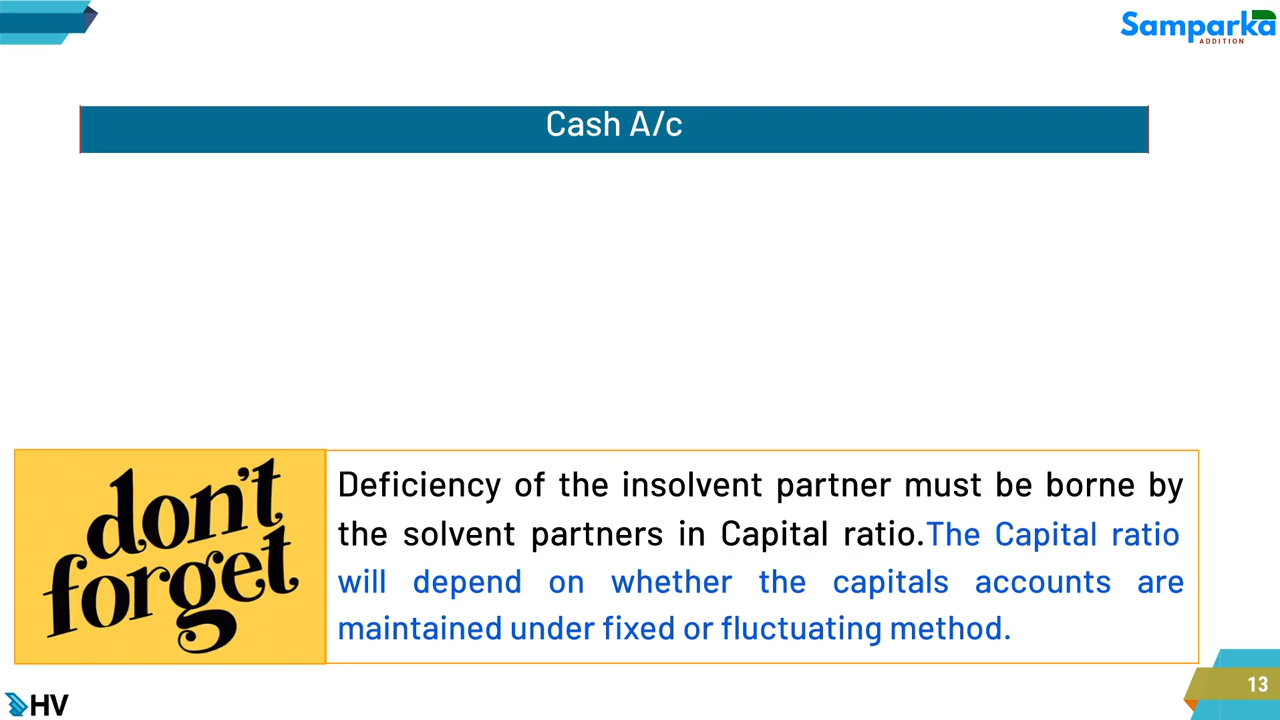 Samparka
ADDITION
Cash A/c
don't
forget
Deficiency of the insolvent partner must be borne by
the solvent partners in Capital ratio.The Capital ratio
will depend on whether the capitals accounts are
maintained under fixed or fluctuating method.
HV
13